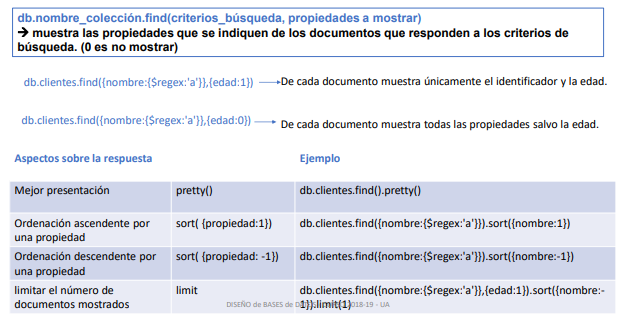 db.nombre_colección.find(criterios_búsqueda, propiedades a mostrar)
→ muestra las propiedades que se indiquen de los documentos que responden a los criterios de
búsqueda. (0 es no mostrar)
db.clientes.find({nombre:{$regex:'a'}},{edad:1}) → De cada documento muestra únicamente el identificador y la edad.
db.clientes.find({nombre:{$regex:'a'}},{edad:0}) → De cada documento muestra todas las propiedades salvo la edad.
Aspectos sobre la respuesta Ejemplo
Mejor presentación pretty() db.clientes.find().pretty()
Ordenación ascendente por sort( {propiedad:1}) db.clientes.find({nombre:{$regex:'a'}}).sort({nombre:1})
una propiedad
Ordenación descendente por sort( {propiedad: -1}) db.clientes.find({nombre:{$regex:'a'}}).sort({nombre:-1})
una propiedad
limitar el número de limit db.clientes.find({nombre:{$regex:'a'}},{edad:1}).sort({nombre:-
documentos mostrados 1}).limit(1)
DISEÑO de BASES de 018-19 - UA